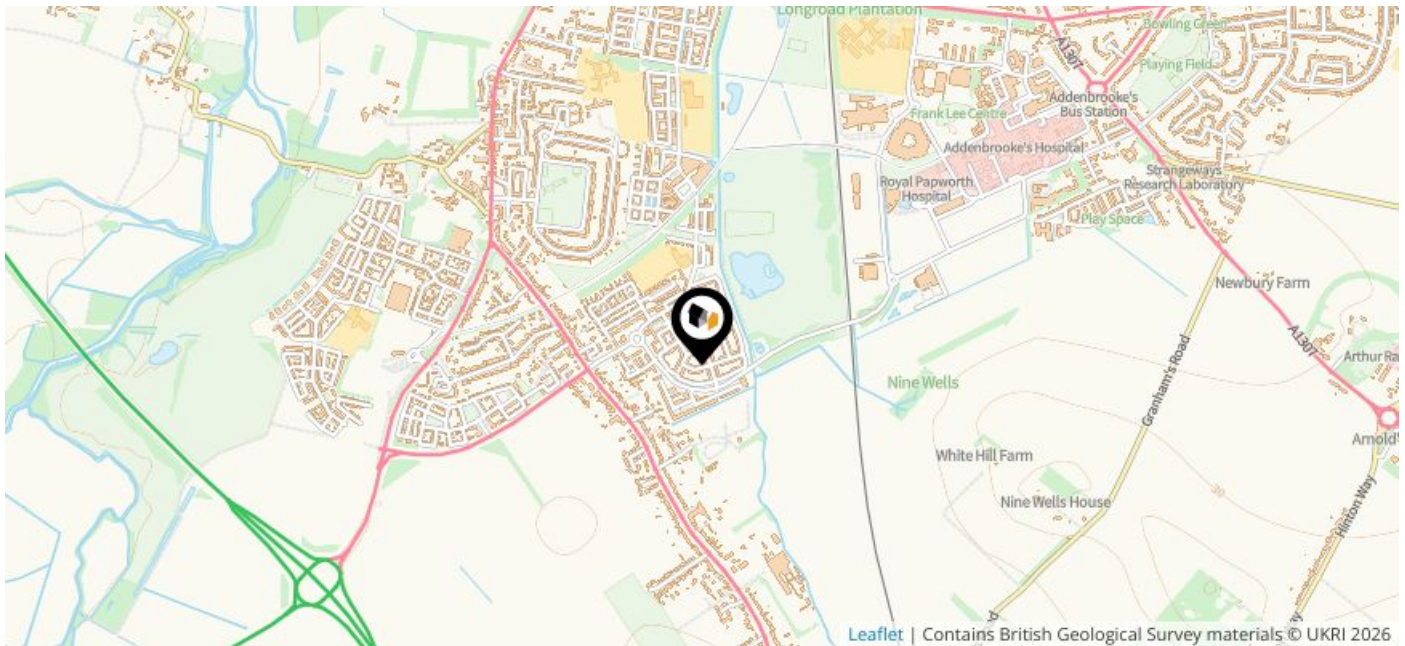 Longroad Plantation
Bowling Green
A1307
Playing Field
Addenbrooke's
Bus Station
Frank Lee Centre
Addenbrooke's Hospital
Strangeways
Research Laboratory
Royal Papworth
Hospital
Play Space
Newbury Farm
A1307
Arthur
Granham's Road
Nine Wells
White Hill Farm
Nine Wells House
Hinton Way
30
Leaflet | Contains British Geological Survey materials © UKRI 2026